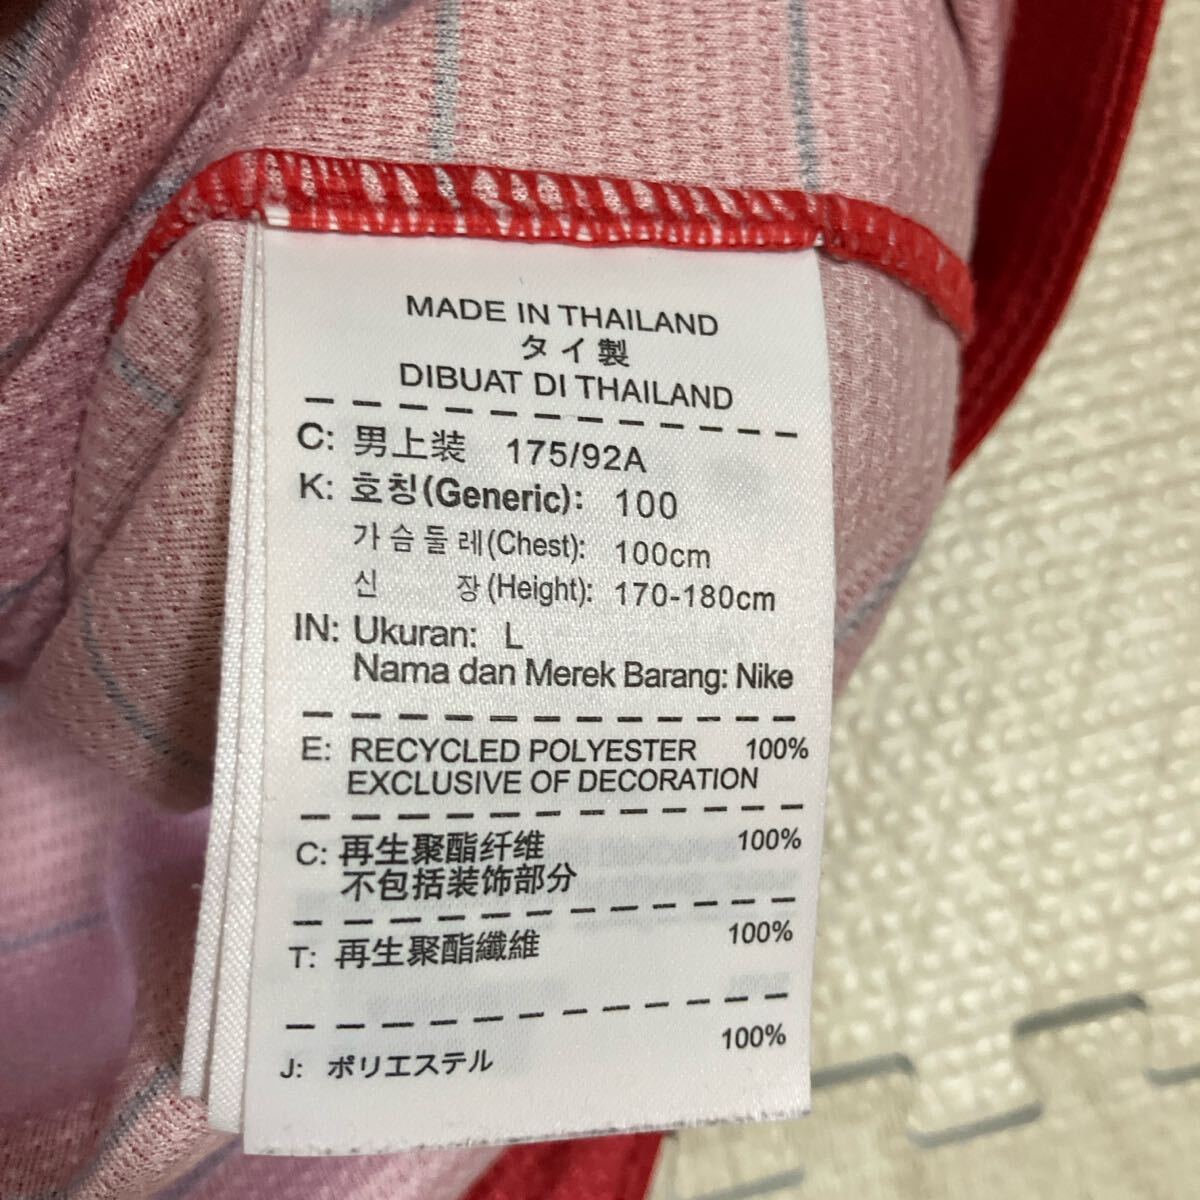 MADE IN THAILAND
タイ製
DIBUAT DI THAILAND
C: 男上装 175/92A
K: 호칭(Generic): 100
가슴둘레(Chest): 100cm
신 장(Height): 170-180cm
IN: Ukuran: L
Nama dan Merek Barang: Nike
E: RECYCLED POLYESTER 100%
EXCLUSIVE OF DECORATION
C: 再生聚酯纤维 100%
不包括装饰部分
T: 再生聚酯纖維 100%
J: ポリエステル 100%